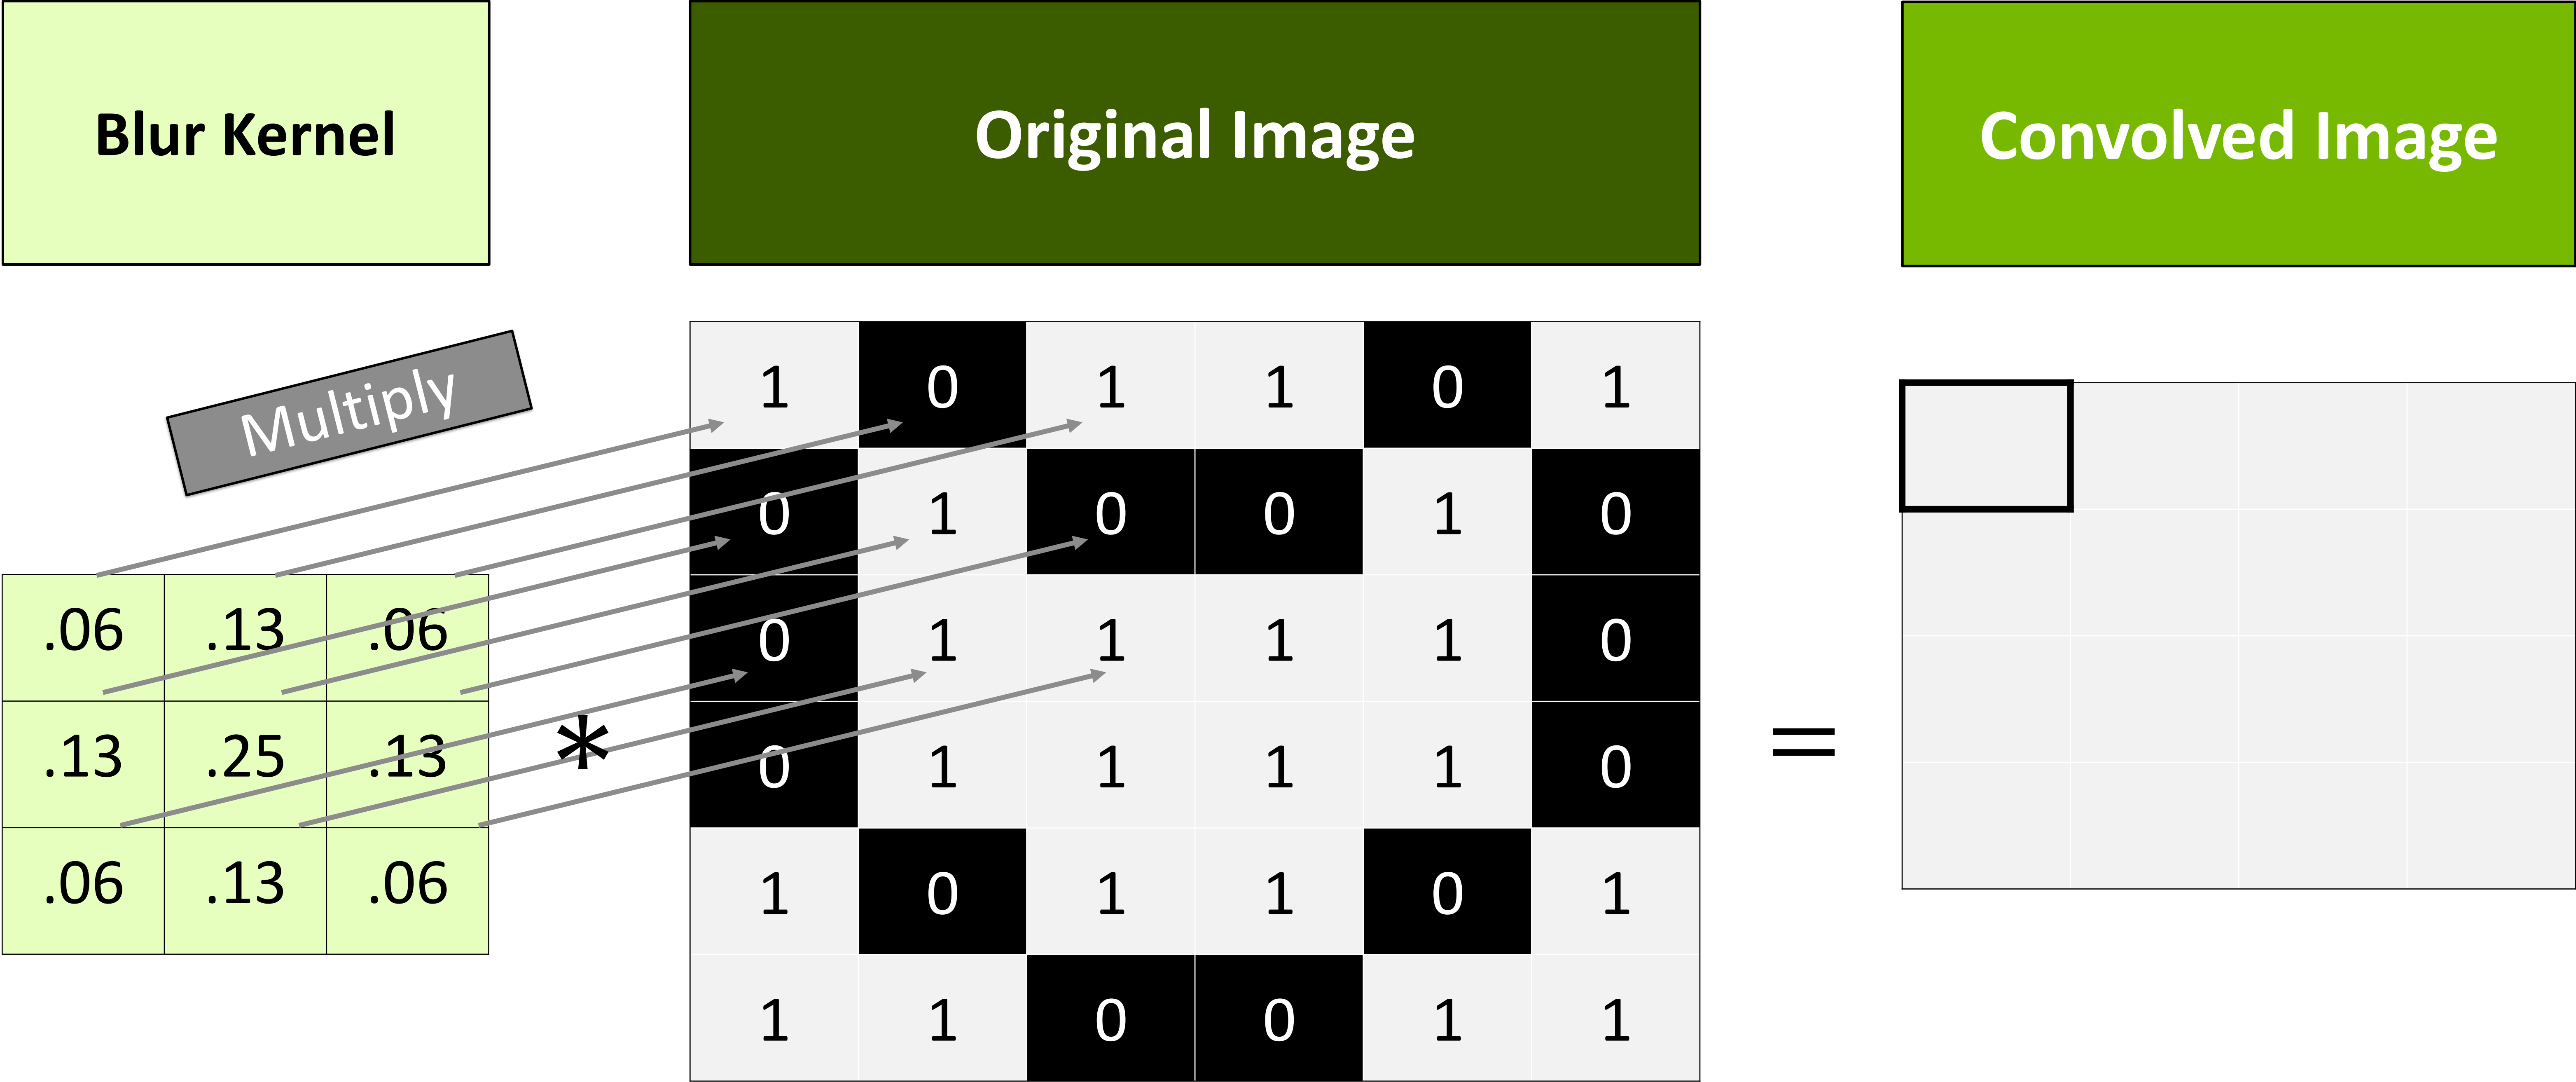 Blur Kernel
Original Image
Convolved Image
Multiply
.06 .13 .06
.13 .25 .13
.06 .13 .06
*
1 0 1 1 0 1
0 1 0 0 1 0
0 1 1 1 1 0
0 1 1 1 1 0
1 0 1 1 0 1
1 1 0 0 1 1
=